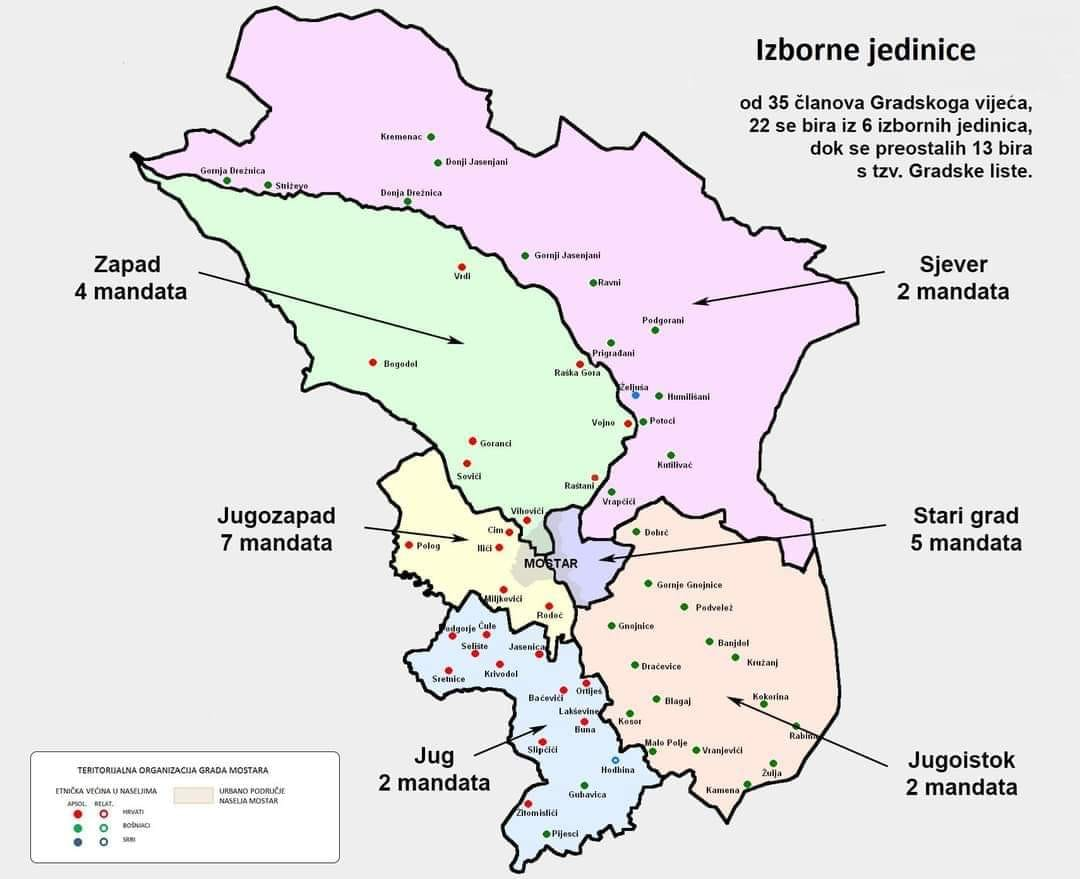 Izborne jedinice
od 35 članova Gradskoga vijeća,
22 se bira iz 6 izbornih jedinica,
dok se preostalih 13 bira
s tzv. Gradske liste.
Kremenac
Donji Jasenjani
Gornja Drežnica
Striževo
Donja Drežnica
Zapad
4 mandata
Sjever
2 mandata
Gornji Jasenjani
Vrdi
Ravni
Podgorani
Prigrađani
Bogodol
Raška Gora
Željuša
Humilišani
Vojno
Potoci
Goranci
Kutilivač
Sovići
Raštani
Vrapčići
Jugozapad
7 mandata
Stari grad
5 mandata
Vihovići
Cim
Polog
Ilići
MOSTAR
Dobrč
Gornje Gnojnice
Miljkovići
Podvelež
Rodoč
Gnojnice
Podgorje
Čule
Selište
Jasenica
Banjdol
Kružanj
Dračevice
Sretnice
Krivodol
Ortiješ
Bačevići
Blagaj
Kokorina
Lakševine
Kosor
Buna
Slipčići
Malo Polje
Vranjevići
Jug
2 mandata
Jugoistok
2 mandata
Hodbina
Žulja
Gubavica
Kamena
Žitomislići
Pijesci
TERITORIJALNA ORGANIZACIJA GRADA MOSTARA
ETNIČKA VEĆINA U NASELJIMA
APSOL. RELAT.
HRVATI
BOŠNJACI
SRBI
URBANO PODRUČJE
NASELJA MOSTAR